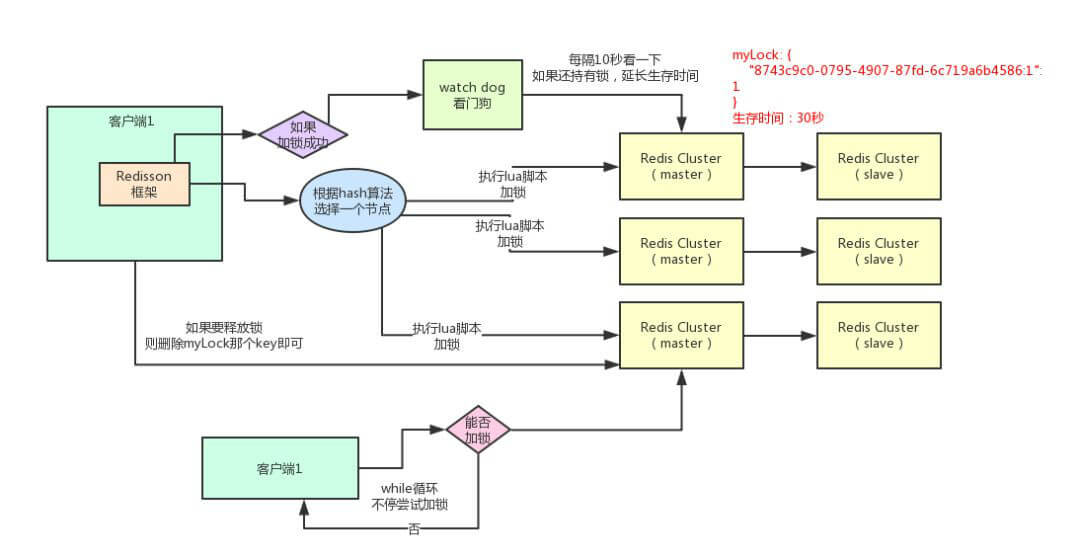 每隔10秒看一下
如果还持有锁，延长生存时间
myLock: {
"8743c9c0-0795-4907-87fd-6c719a6b4586:1":
1
}
生存时间：30秒
watch dog
看门狗
客户端1
如果
加锁成功
Redisson
框架
根据hash算法
选择一个节点
执行lua脚本
加锁
Redis Cluster
（master）
Redis Cluster
（slave）
执行lua脚本
加锁
Redis Cluster
（master）
Redis Cluster
（slave）
如果要释放锁
则删除myLock那个key即可
执行lua脚本
加锁
Redis Cluster
（master）
Redis Cluster
（slave）
能否
加锁
客户端1
while循环
不停尝试加锁
否